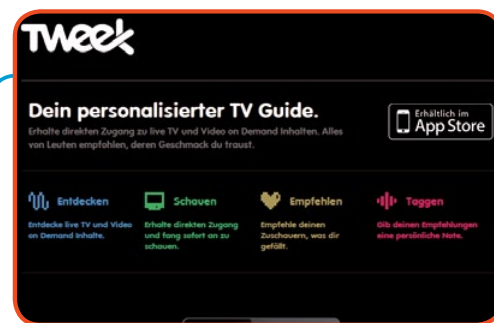 TWEEK
Dein personalisierter TV Guide.
Erhalte direkten Zugang zu live TV und Video on Demand Inhalten. Alles
von Leuten empfohlen, deren Geschmack du traust.
Erhältlich im
App Store
Entdecken
Entdecke live TV und Video
on Demand Inhalte.
Schauen
Erhalte direkten Zugang
und fang sofort an zu
schauen.
Empfehlen
Empfehle deinen
Zuschauern, was dir
gefällt.
Taggen
Gib deinen Empfehlungen
eine persönliche Note.